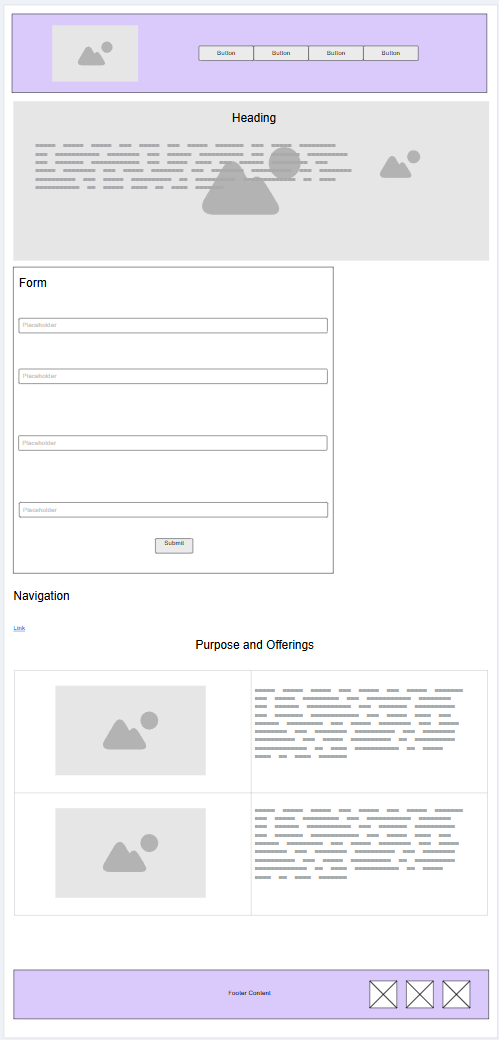 Button Button Button Button
Heading
Form
Placeholder
Placeholder
Placeholder
Placeholder
Submit
Navigation
Link
Purpose and Offerings
Footer Content